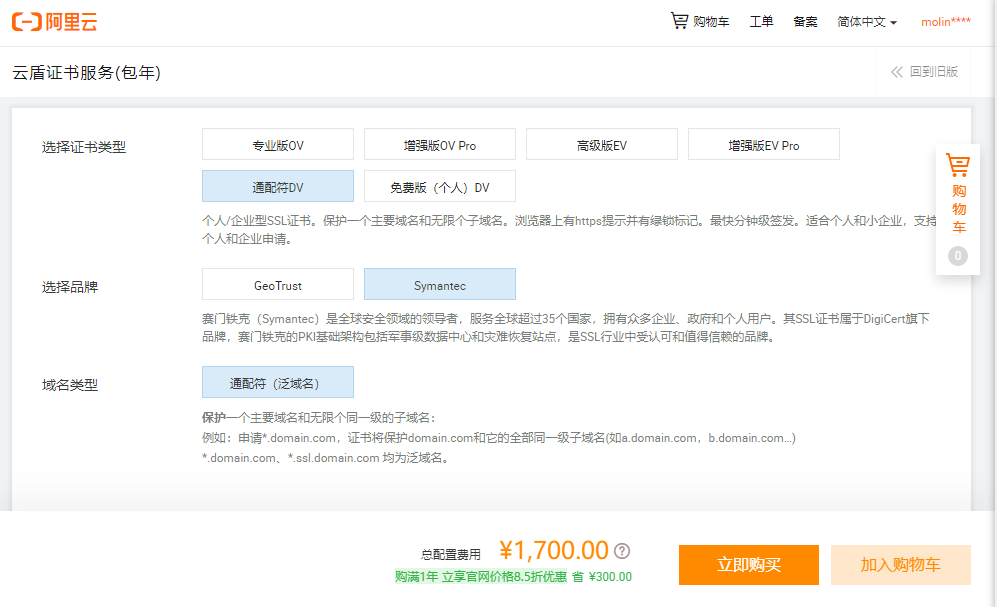 阿里云
购物车 工单 备案 简体中文 molin****
云盾证书服务(包年)
回到旧版
选择证书类型
专业版OV 增强版OV Pro 高级版EV 增强版EV Pro
通配符DV 免费版（个人）DV
个人/企业型SSL证书。保护一个主要域名和无限个子域名。浏览器上有https提示并有绿锁标记。最快分钟级签发。适合个人和小企业，支持
个人和企业申请。
购物车
0
选择品牌
GeoTrust Symantec
赛门铁克（Symantec）是全球安全领域的领导者，服务全球超过35个国家，拥有众多企业、政府和个人用户。其SSL证书属于DigiCert旗下
品牌，赛门铁克的PKI基础架构包括军事级数据中心和灾难恢复站点，是SSL行业中受认可和值得信赖的品牌。
域名类型
通配符（泛域名）
保护一个主要域名和无限个同一级的子域名：
例如：申请*.domain.com，证书将保护domain.com和它的全部同一级子域名(如a.domain.com，b.domain.com...)
*.domain.com、*.ssl.domain.com 均为泛域名。
总配置费用 ¥1,700.00 ?
购满1年 立享官网价格8.5折优惠 省 ¥300.00
立即购买 加入购物车